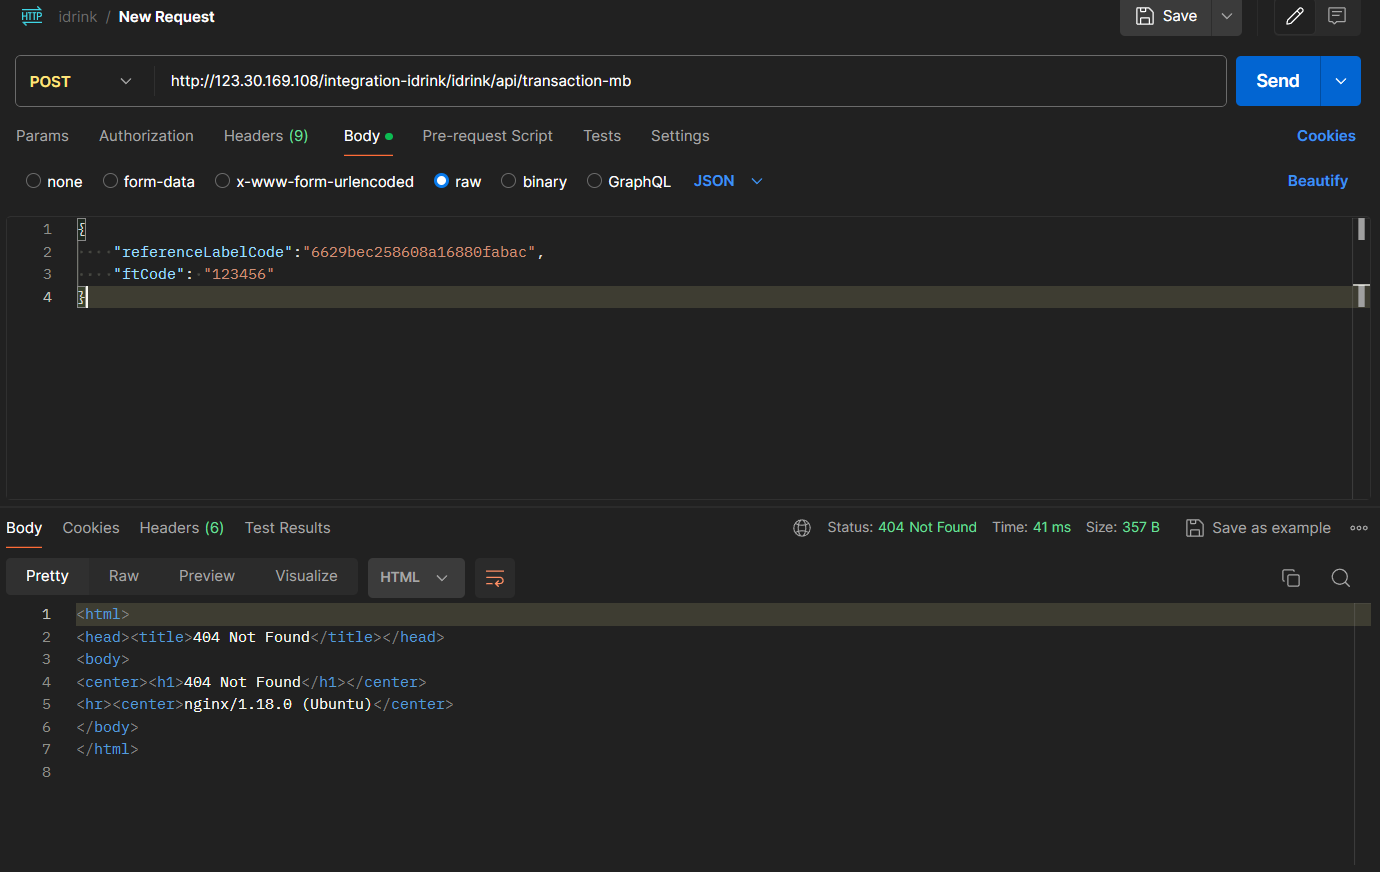 HTTP idrink / New Request Save
POST http://123.30.169.108/integration-idrink/idrink/api/transaction-mb Send
Params Authorization Headers (9) Body Pre-request Script Tests Settings Cookies
none form-data x-www-form-urlencoded raw binary GraphQL JSON Beautify
1 {
2 ····"referenceLabelCode":"6629bec258608a16880fabac",
3 ····"ftCode":·"123456"
4 }
Body Cookies Headers (6) Test Results Status: 404 Not Found Time: 41 ms Size: 357 B Save as example
Pretty Raw Preview Visualize HTML
1 <html>
2 <head><title>404 Not Found</title></head>
3 <body>
4 <center><h1>404 Not Found</h1></center>
5 <hr><center>nginx/1.18.0 (Ubuntu)</center>
6 </body>
7 </html>
8